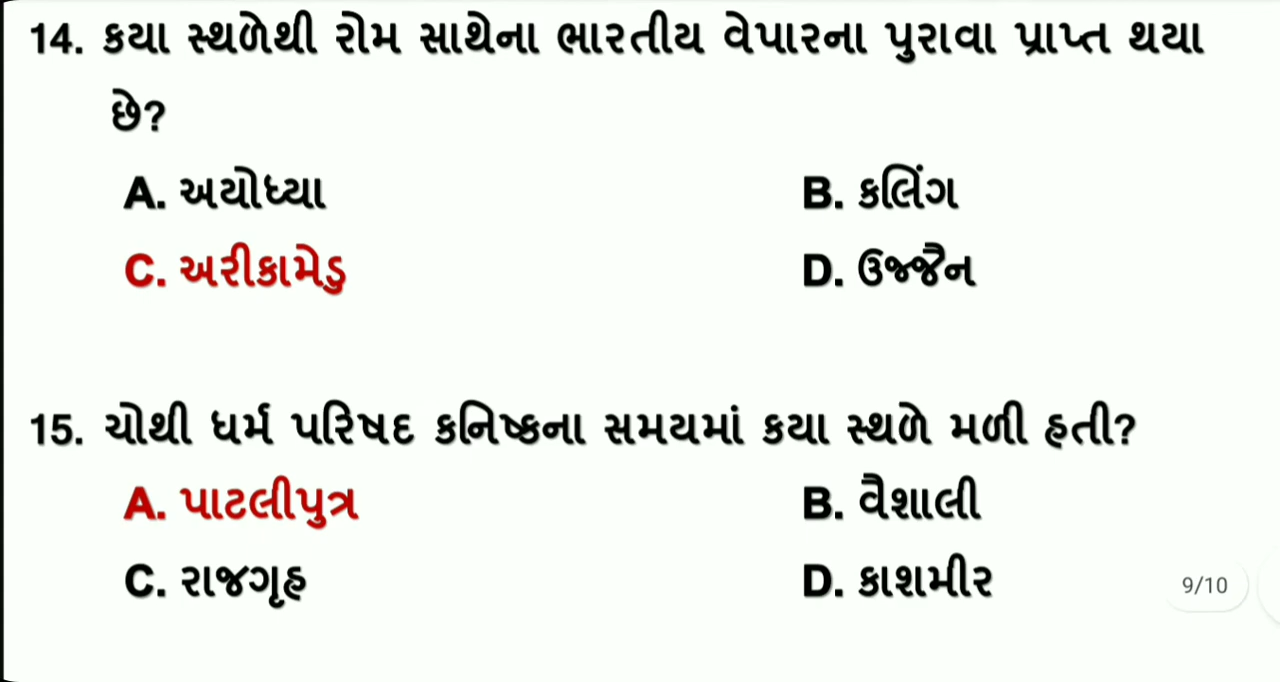 14. કયા સ્થળેથી રોમ સાથેના ભારતીય વેપારના પુરાવા પ્રાપ્ત થયા
છે?
A. અયોધ્યા B. કલિંગ
C. અરીકામેડુ D. ઉજ્જૈન
15. ચોથી ધર્મ પરિષદ કનિષ્કના સમયમાં કયા સ્થળે મળી હતી?
A. પાટલીપુત્ર B. વૈશાલી
C. રાજગૃહ D. કાશમીર
9/10